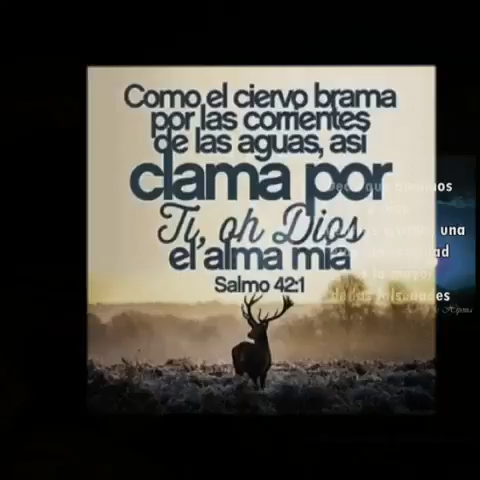 Como el ciervo brama
por las corrientes
de las aguas, así
clama por
Ti, oh Dios
el alma mía
Salmo 42:1
una